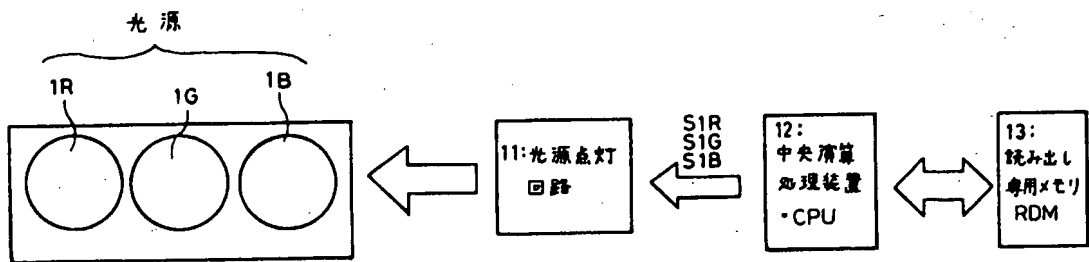 光源
1R
1G
1B
11:光源点灯
回路
S1R
S1G
S1B
12:
中央演算
処理装置
・CPU
13:
読み出し
専用メモリ
RDM